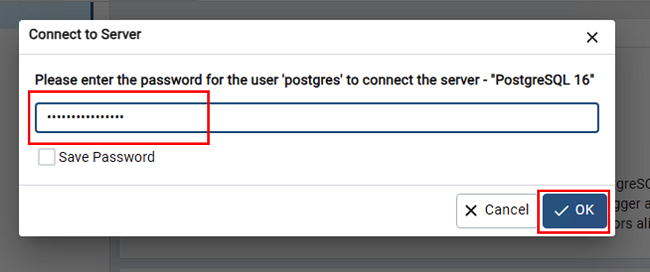 Connect to Server
Please enter the password for the user 'postgres' to connect the server - "PostgreSQL 16"
••••••••••••••••
Save Password
Cancel
OK